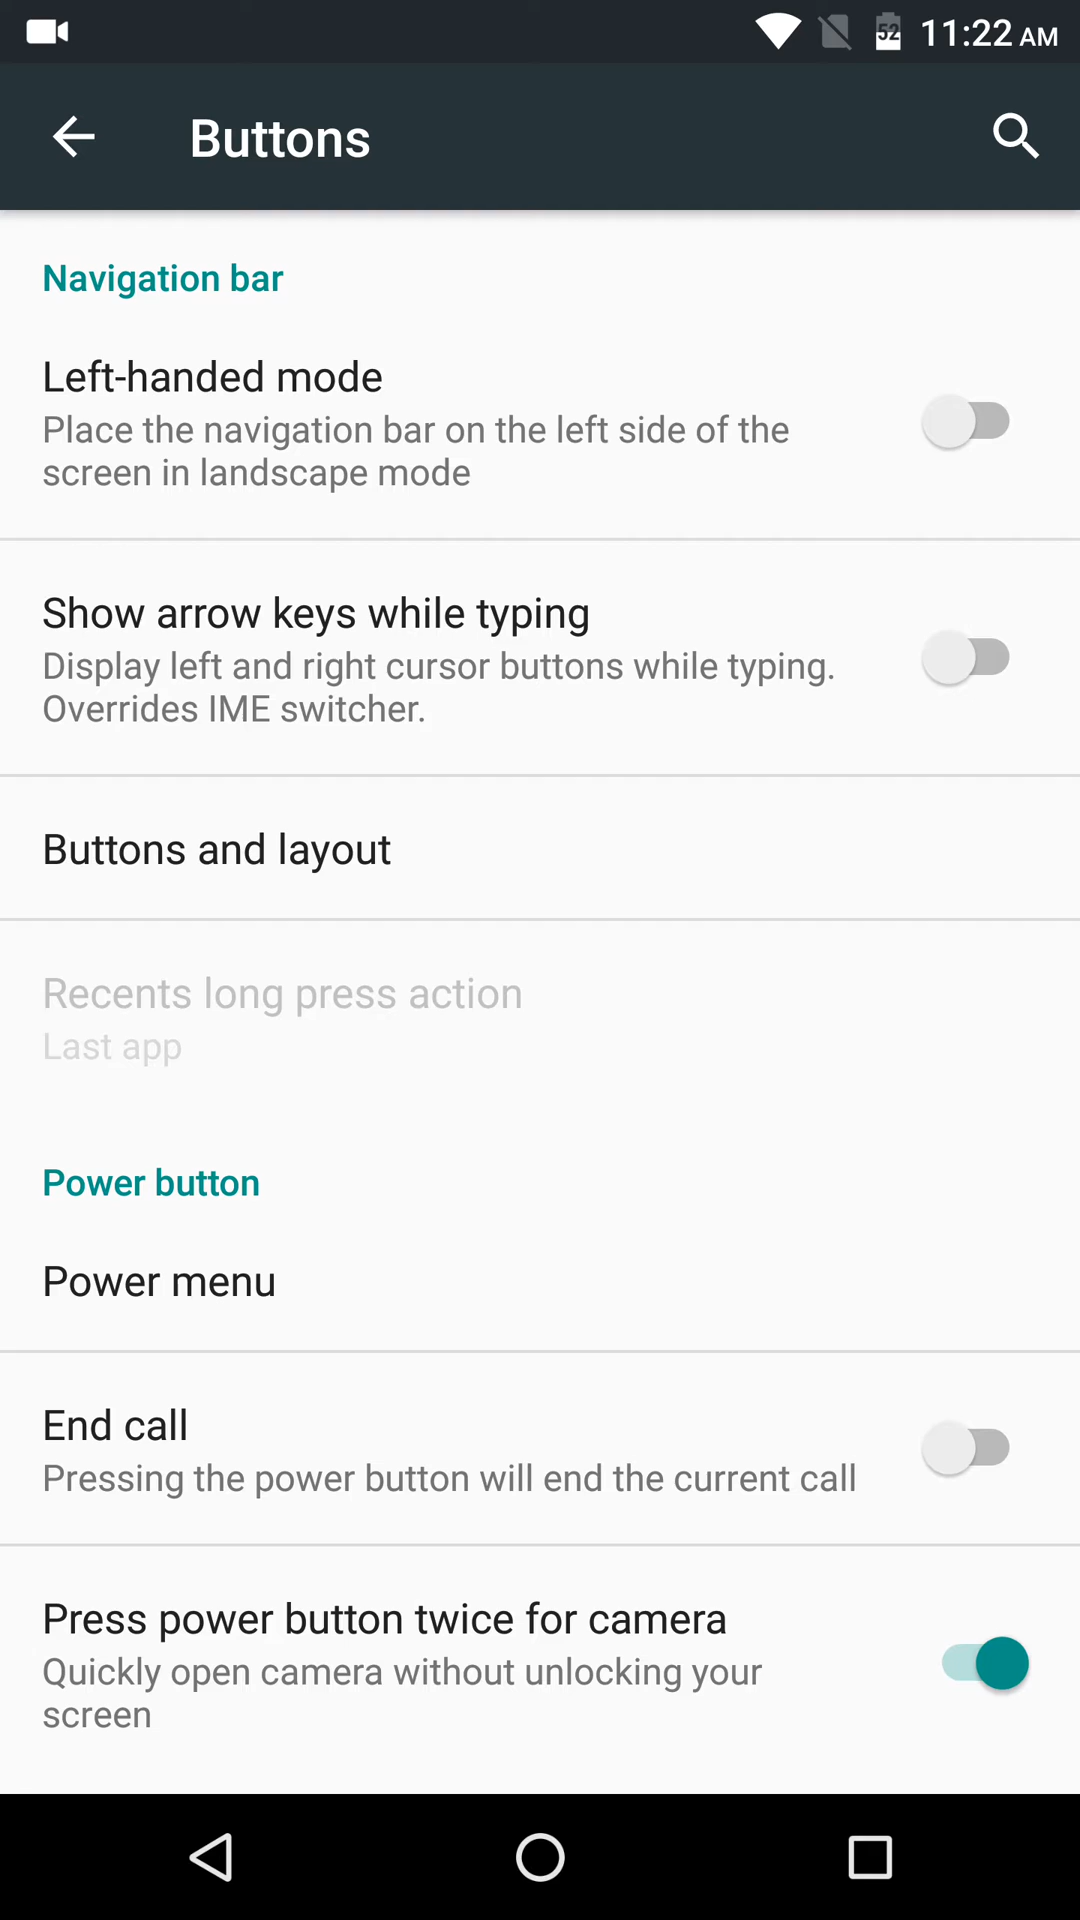 52 11:22 AM
Buttons
Navigation bar
Left-handed mode
Place the navigation bar on the left side of the
screen in landscape mode
Show arrow keys while typing
Display left and right cursor buttons while typing.
Overrides IME switcher.
Buttons and layout
Recents long press action
Last app
Power button
Power menu
End call
Pressing the power button will end the current call
Press power button twice for camera
Quickly open camera without unlocking your
screen